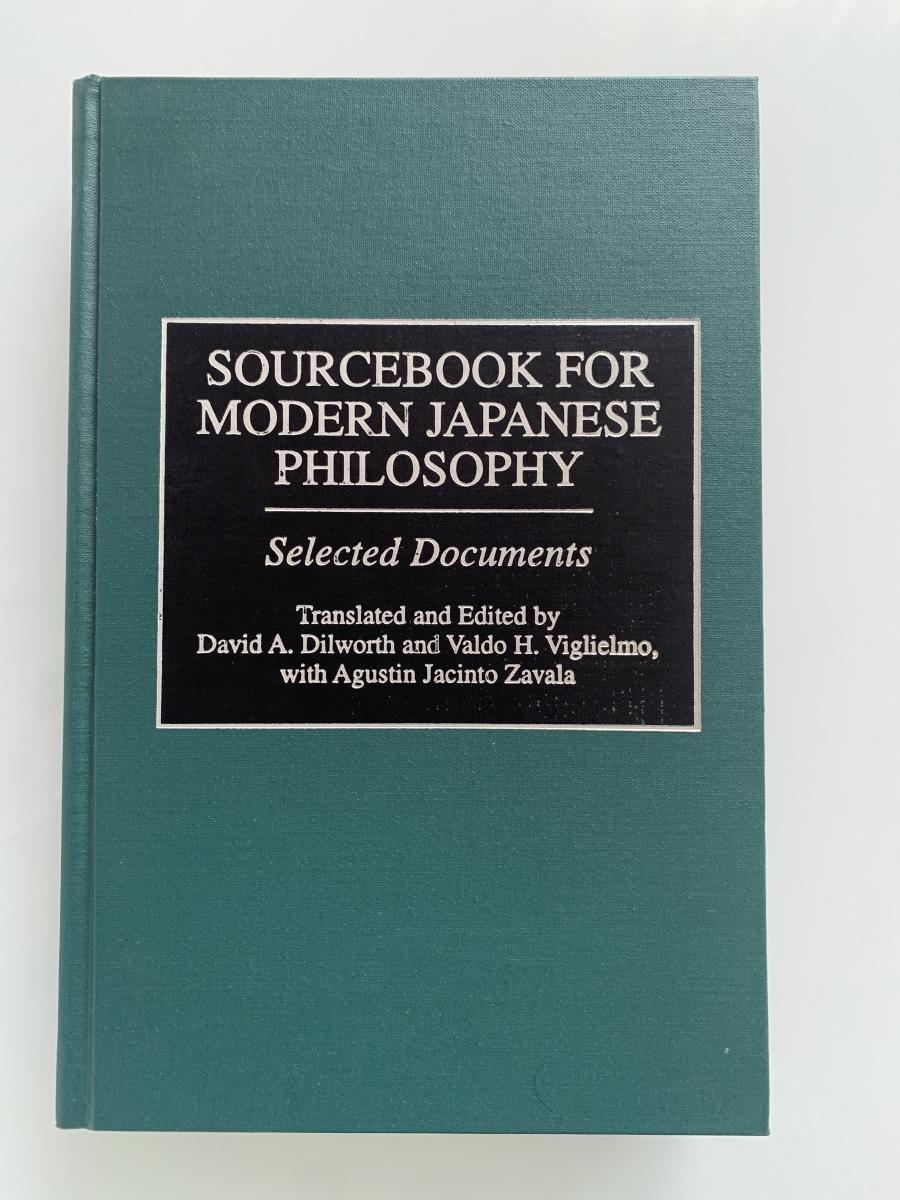 SOURCEBOOK FOR
MODERN JAPANESE
PHILOSOPHY
Selected Documents
Translated and Edited by
David A. Dilworth and Valdo H. Viglielmo,
with Agustin Jacinto Zavala